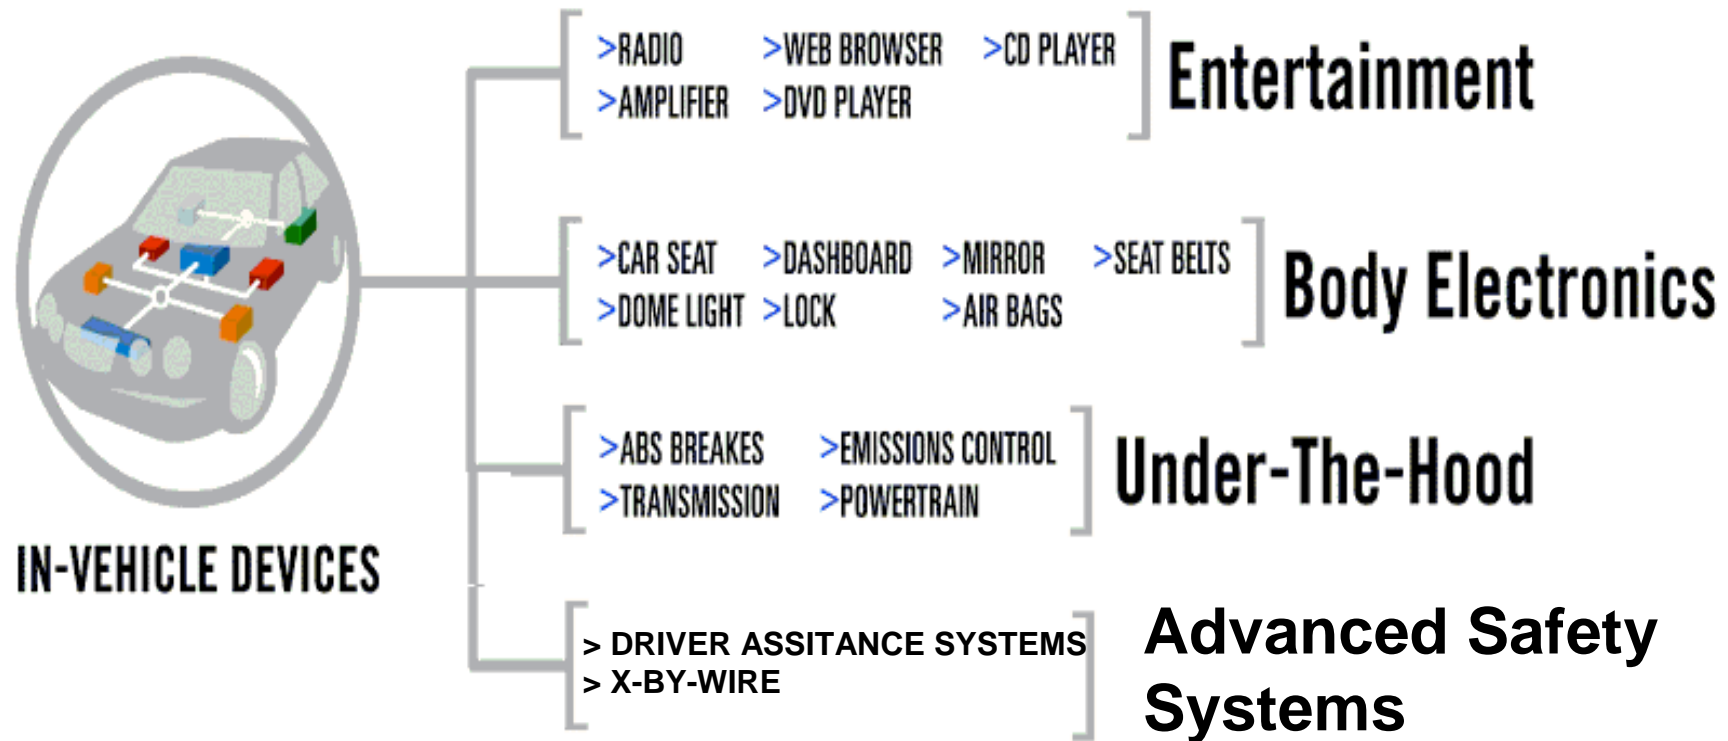 >RADIO >WEB BROWSER >CD PLAYER
>AMPLIFIER >DVD PLAYER
Entertainment
>CAR SEAT >DASHBOARD >MIRROR >SEAT BELTS
>DOME LIGHT >LOCK >AIR BAGS
Body Electronics
>ABS BREAKES >EMISSIONS CONTROL
>TRANSMISSION >POWERTRAIN
Under-The-Hood
IN-VEHICLE DEVICES
> DRIVER ASSITANCE SYSTEMS
> X-BY-WIRE
Advanced Safety
Systems